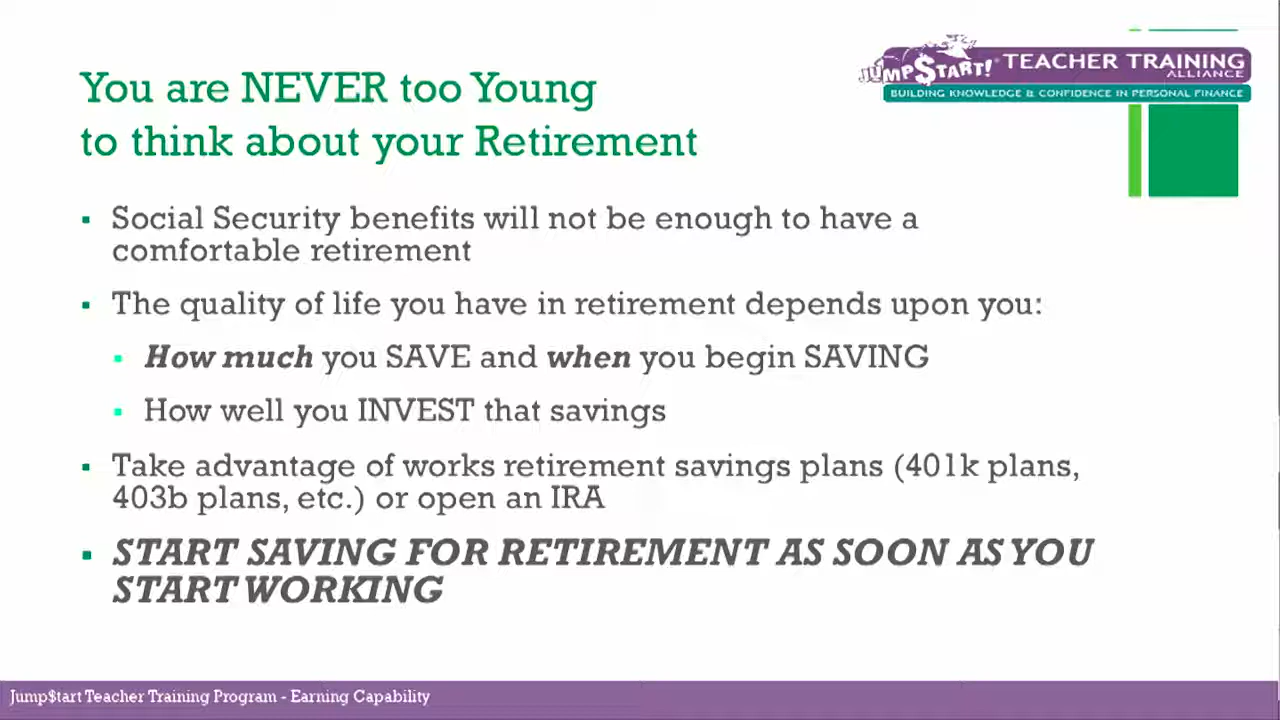 You are NEVER too Young
to think about your Retirement
JUMP$TART! TEACHER TRAINING
ALLIANCE
BUILDING KNOWLEDGE & CONFIDENCE IN PERSONAL FINANCE
▪ Social Security benefits will not be enough to have a
comfortable retirement
▪ The quality of life you have in retirement depends upon you:
▪ How much you SAVE and when you begin SAVING
▪ How well you INVEST that savings
▪ Take advantage of works retirement savings plans (401k plans,
403b plans, etc.) or open an IRA
▪ START SAVING FOR RETIREMENT AS SOON AS YOU
START WORKING
Jump$tart Teacher Training Program - Earning Capability